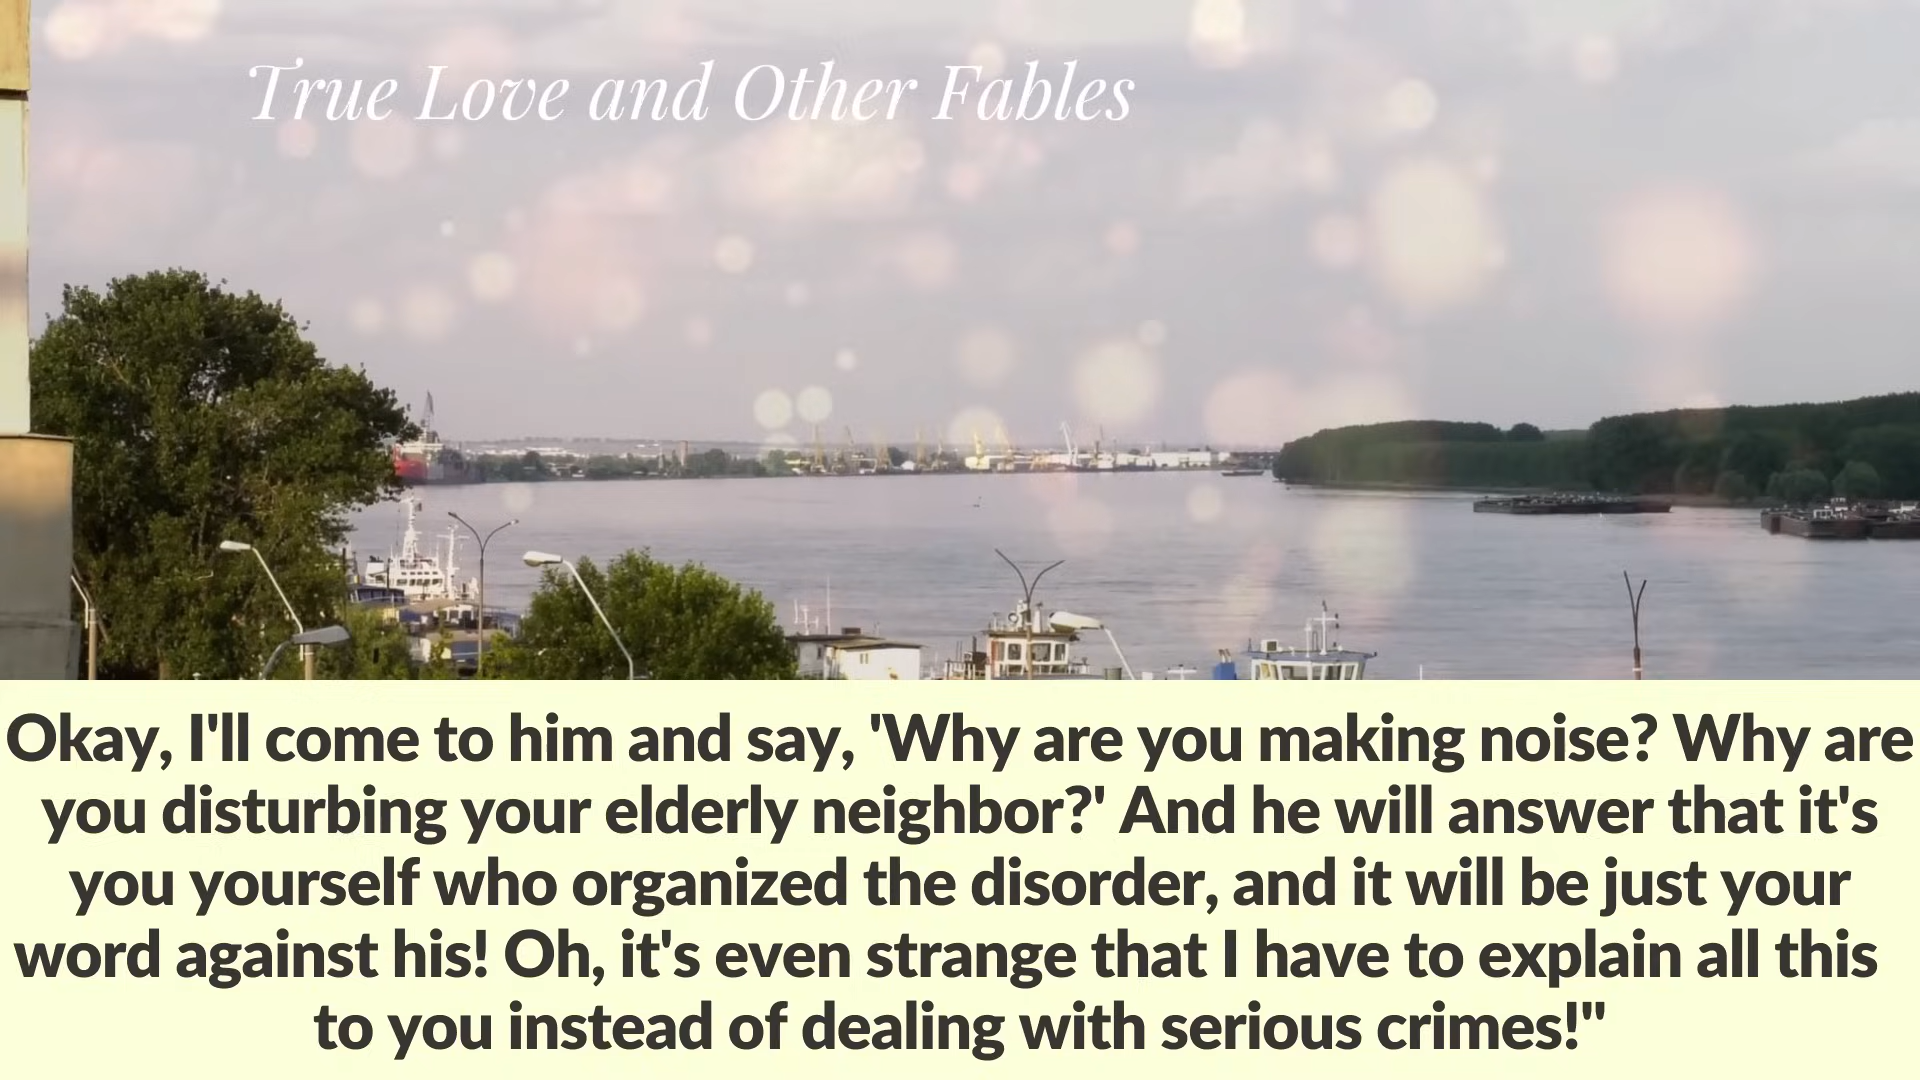 True Love and Other Fables
Okay, I'll come to him and say, 'Why are you making noise? Why are
you disturbing your elderly neighbor?' And he will answer that it's
you yourself who organized the disorder, and it will be just your
word against his! Oh, it's even strange that I have to explain all this
to you instead of dealing with serious crimes!"